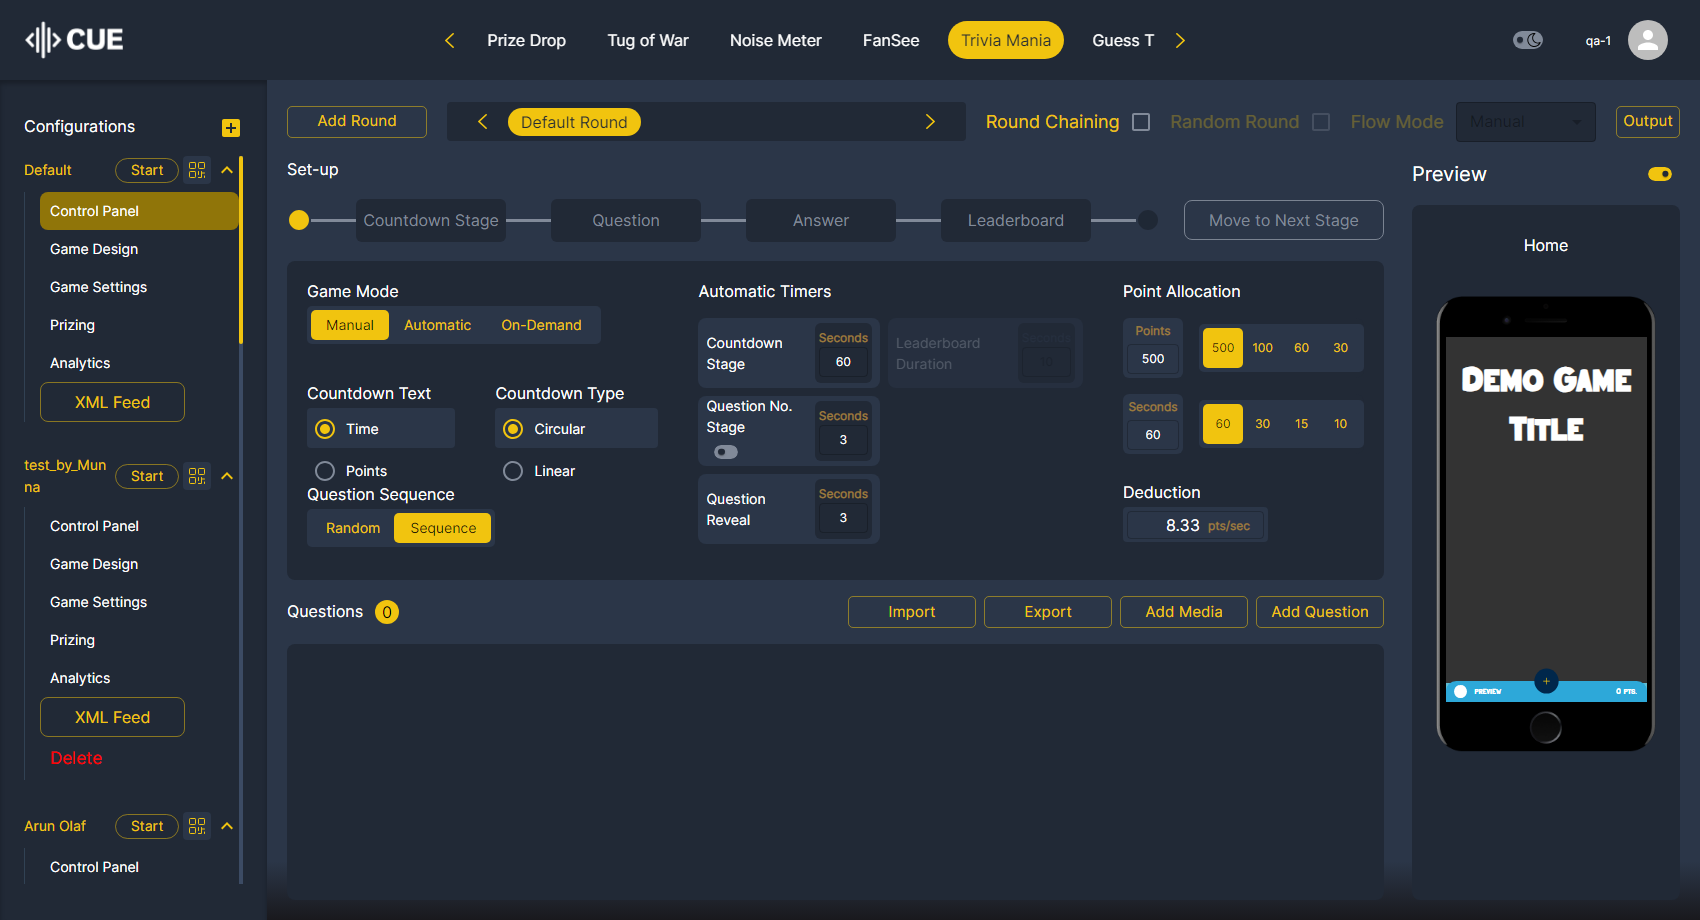 CUE
Prize Drop
Tug of War
Noise Meter
FanSee
Trivia Mania
Guess T
qa-1
Configurations
Default
Start
Control Panel
Game Design
Game Settings
Prizing
Analytics
XML Feed
test_by_Mun
na
Start
Control Panel
Game Design
Game Settings
Prizing
Analytics
XML Feed
Delete
Arun Olaf
Start
Control Panel
Add Round
Default Round
Round Chaining
Random Round
Flow Mode
Manual
Output
Set-up
Countdown Stage
Question
Answer
Leaderboard
Move to Next Stage
Game Mode
Manual
Automatic
On-Demand
Countdown Text
Time
Points
Countdown Type
Circular
Linear
Question Sequence
Random
Sequence
Automatic Timers
Countdown
Stage
Seconds
60
Leaderboard
Duration
Seconds
10
Question No.
Stage
Seconds
3
Question
Reveal
Seconds
3
Point Allocation
Points
500
500
100
60
30
Seconds
60
60
30
15
10
Deduction
8.33 pts/sec
Questions 0
Import
Export
Add Media
Add Question
Preview
Home
DEMO GAME
TITLE
PREVIEW
0 PTS.